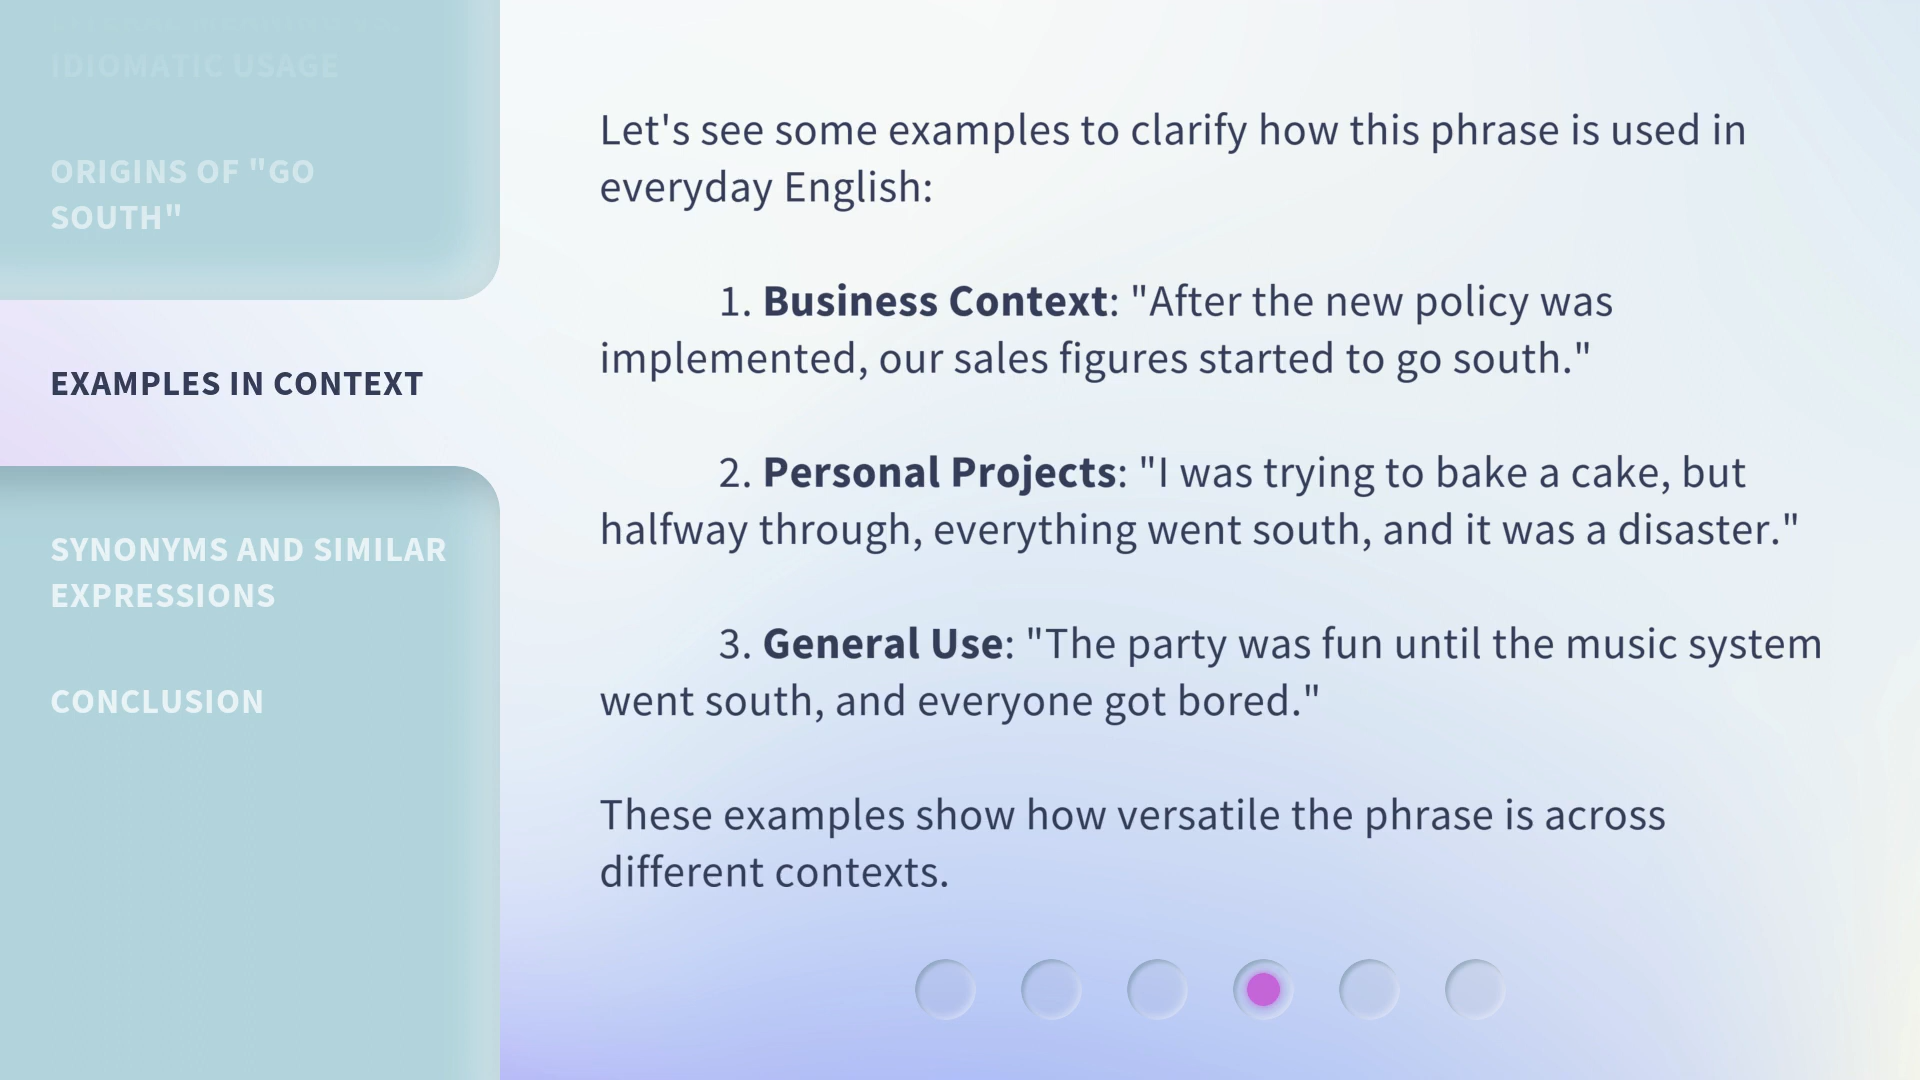 IDIOMATIC USAGE
ORIGINS OF "GO
SOUTH"
EXAMPLES IN CONTEXT
SYNONYMS AND SIMILAR
EXPRESSIONS
CONCLUSION
Let's see some examples to clarify how this phrase is used in
everyday English:
1. Business Context: "After the new policy was
implemented, our sales figures started to go south."
2. Personal Projects: "I was trying to bake a cake, but
halfway through, everything went south, and it was a disaster."
3. General Use: "The party was fun until the music system
went south, and everyone got bored."
These examples show how versatile the phrase is across
different contexts.